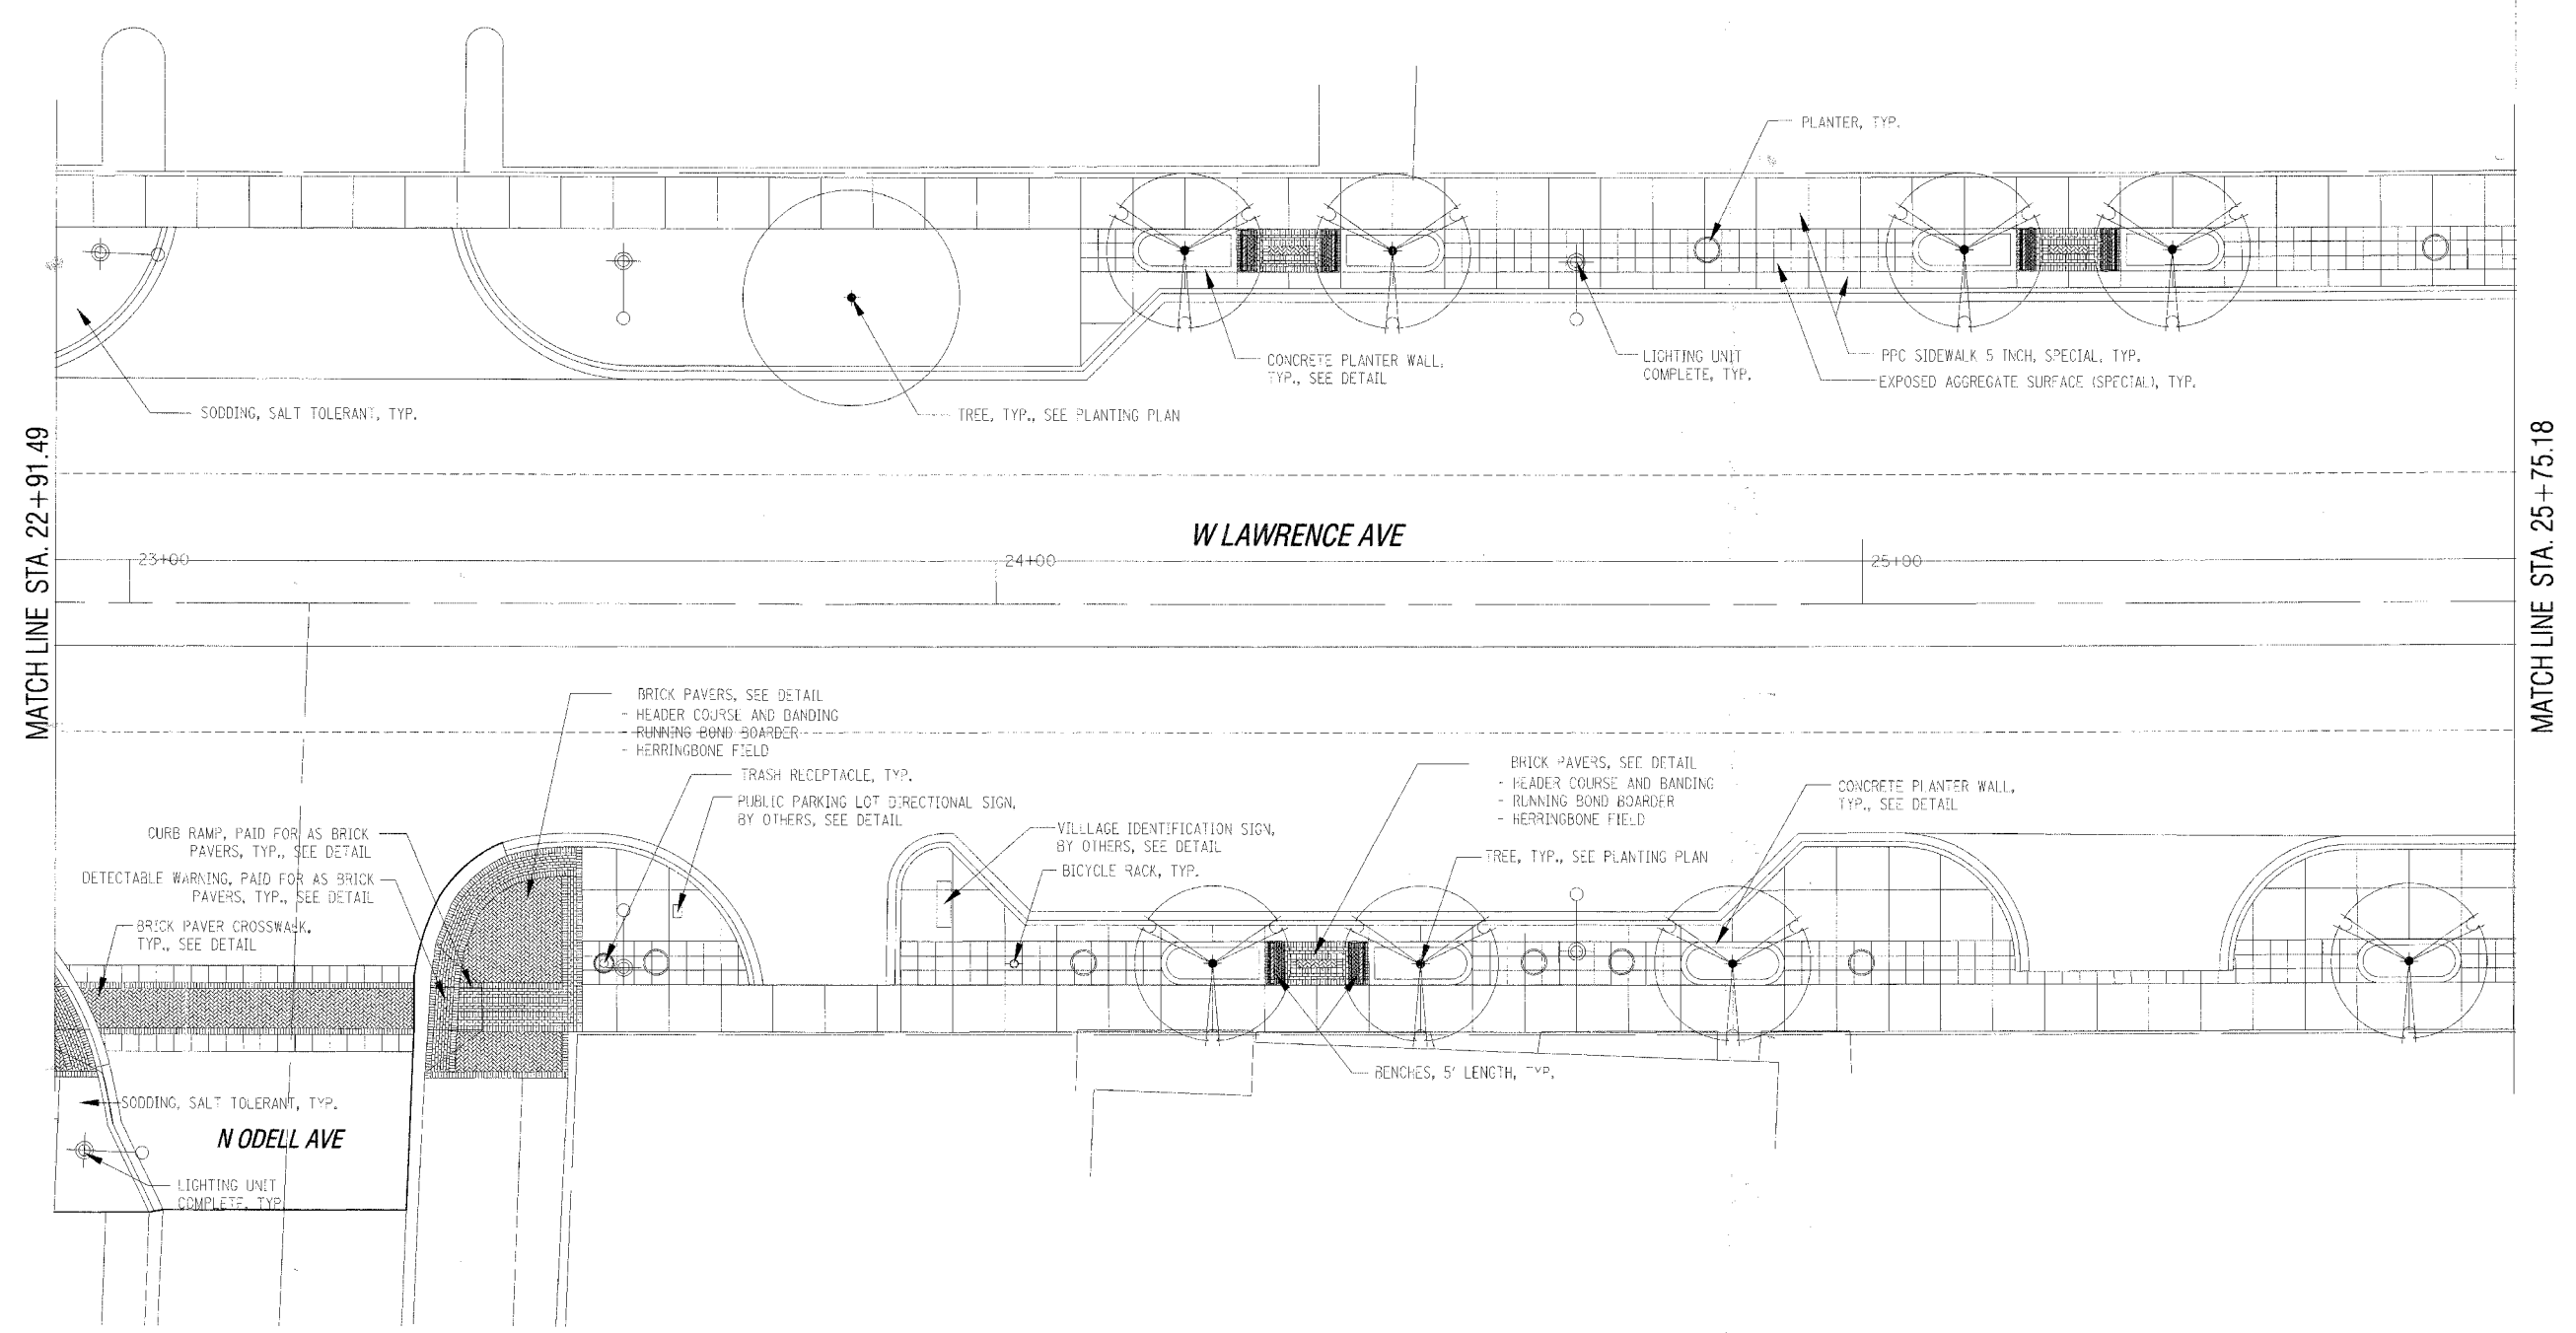 PLANTER, TYP.
CONCRETE PLANTER WALL,
TYP., SEE DETAIL
LIGHTING UNIT
COMPLETE, TYP.
PPC SIDEWALK 5 INCH, SPECIAL, TYP.
EXPOSED AGGREGATE SURFACE (SPECIAL), TYP.
SODDING, SALT TOLERANT, TYP.
TREE, TYP., SEE PLANTING PLAN
MATCH LINE STA. 22+91.49
MATCH LINE STA. 25+75.18
W LAWRENCE AVE
23+00
24+00
25+00
BRICK PAVERS, SEE DETAIL
- HEADER COURSE AND BANDING
- RUNNING BOND BOARDER
- HERRINGBONE FIELD
TRASH RECEPTACLE, TYP.
PUBLIC PARKING LOT DIRECTIONAL SIGN,
BY OTHERS, SEE DETAIL
VILLLAGE IDENTIFICATION SIGN,
BY OTHERS, SEE DETAIL
BICYCLE RACK, TYP.
BRICK PAVERS, SEE DETAIL
- HEADER COURSE AND BANDING
- RUNNING BOND BOARDER
- HERRINGBONE FIELD
CONCRETE PLANTER WALL,
TYP., SEE DETAIL
TREE, TYP., SEE PLANTING PLAN
CURB RAMP, PAID FOR AS BRICK
PAVERS, TYP., SEE DETAIL
DETECTABLE WARNING, PAID FOR AS BRICK
PAVERS, TYP., SEE DETAIL
BRICK PAVER CROSSWALK,
TYP., SEE DETAIL
BENCHES, 5' LENGTH, TYP.
SODDING, SALT TOLERANT, TYP.
N ODELL AVE
LIGHTING UNIT
COMPLETE, TYP.